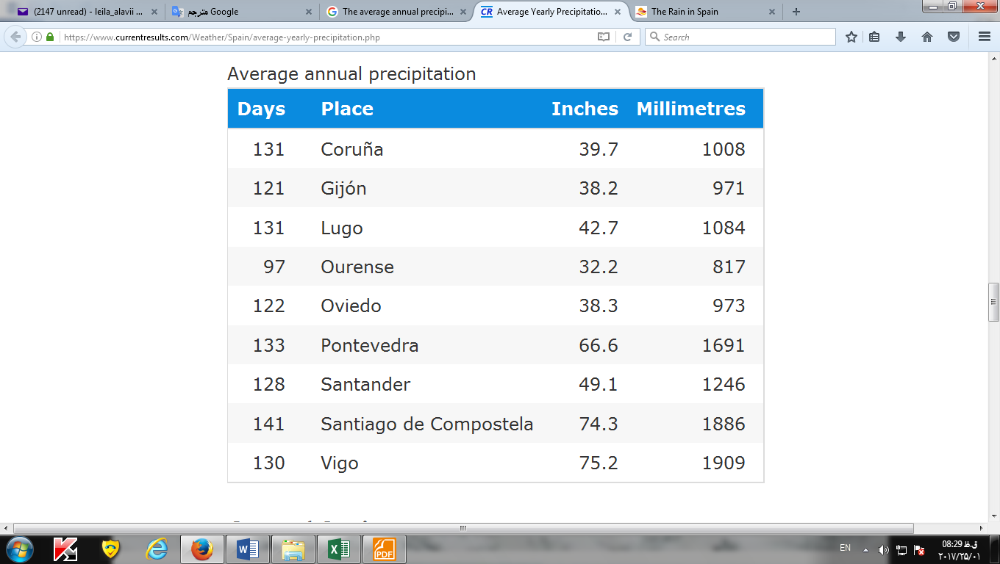 (2147 unread) - leila_alavii ...
مترجم Google
The average annual precipi...
CR Average Yearly Precipitatio...
The Rain in Spain
https://www.currentresults.com/Weather/Spain/average-yearly-precipitation.php
Search
Average annual precipitation
Days Place Inches Millimetres
131 Coruña 39.7 1008
121 Gijón 38.2 971
131 Lugo 42.7 1084
97 Ourense 32.2 817
122 Oviedo 38.3 973
133 Pontevedra 66.6 1691
128 Santander 49.1 1246
141 Santiago de Compostela 74.3 1886
130 Vigo 75.2 1909
W
X
PDF
EN
08:29 ق.ظ
۲۰۱۷/۲۵/۰۱